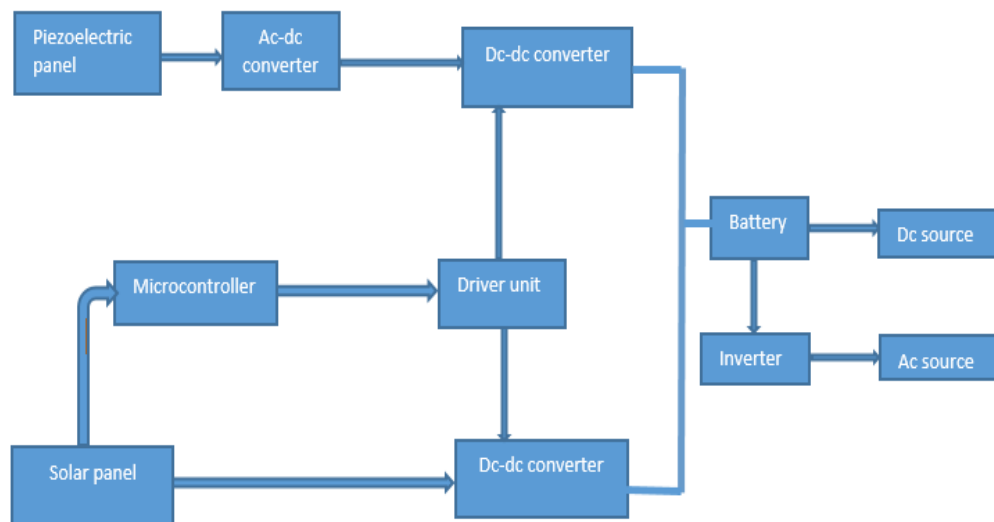 Piezoelectric
panel
Ac-dc
converter
Dc-dc converter
Battery
Dc source
Microcontroller
Driver unit
Inverter
Ac source
Solar panel
Dc-dc converter